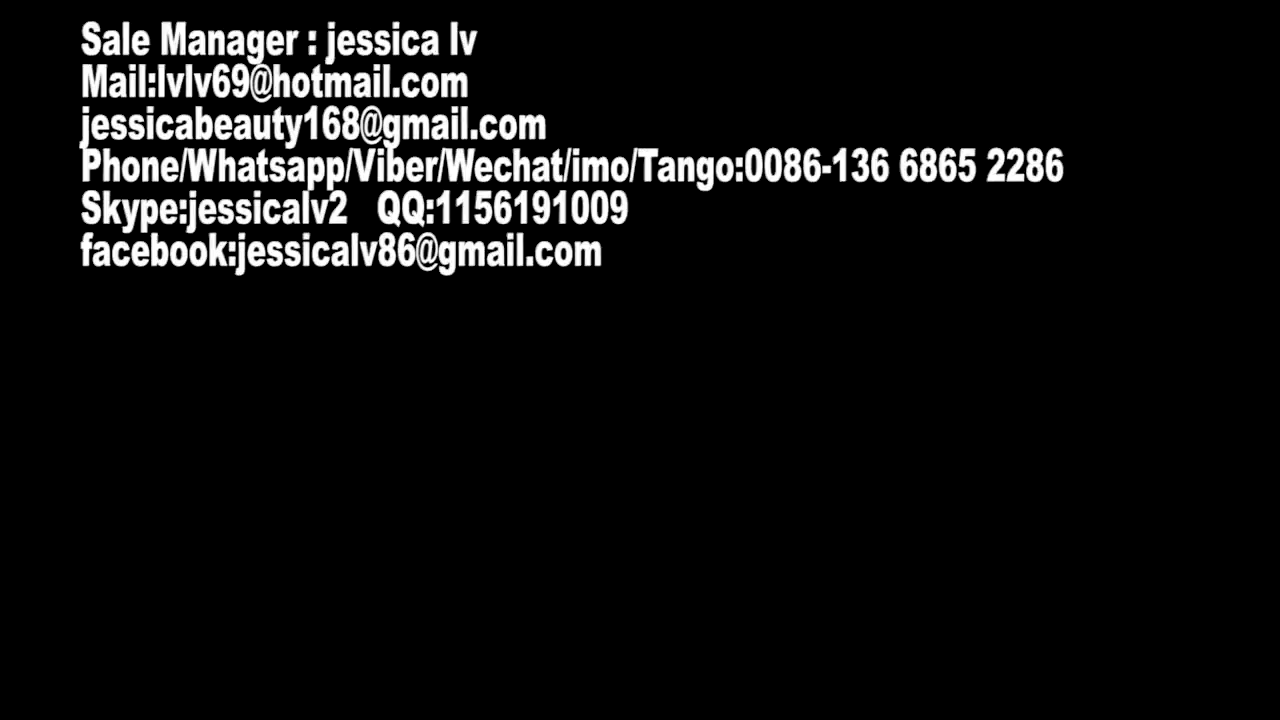 Sale Manager : jessica lv
Mail:lvlv69@hotmail.com
jessicabeauty168@gmail.com
Phone/Whatsapp/Viber/Wechat/imo/Tango:0086-136 6865 2286
Skype:jessicalv2 QQ:1156191009
facebook:jessicalv86@gmail.com